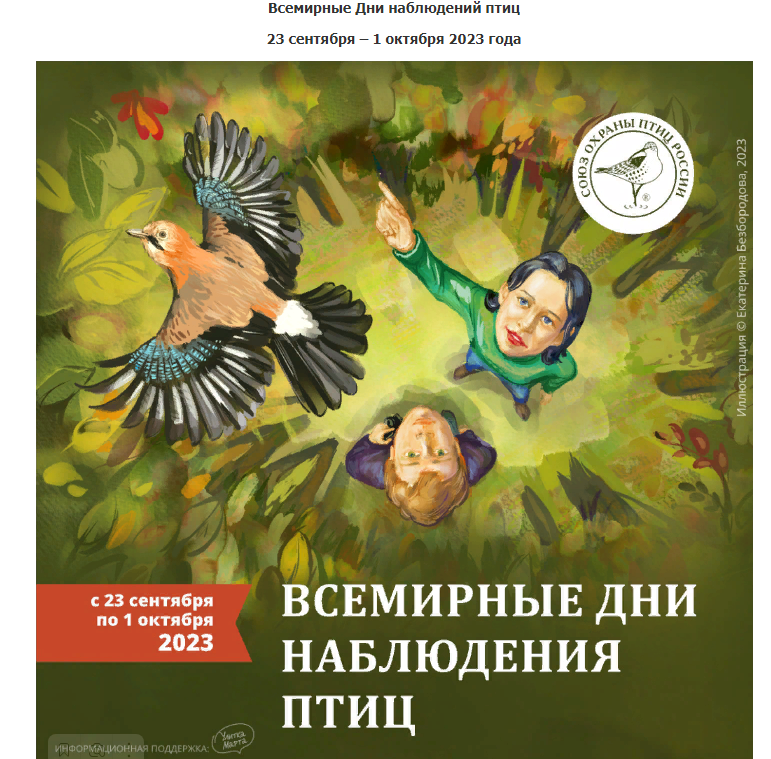 Всемирные Дни наблюдений птиц
23 сентября – 1 октября 2023 года
СОЮЗ ОХРАНЫ ПТИЦ РОССИИ
®
Иллюстрация © Екатерина Безбородова, 2023
с 23 сентября
по 1 октября
2023
ВСЕМИРНЫЕ ДНИ
НАБЛЮДЕНИЯ
ПТИЦ
ИНФОРМАЦИОННАЯ ПОДДЕРЖКА:
Улитка
Марта